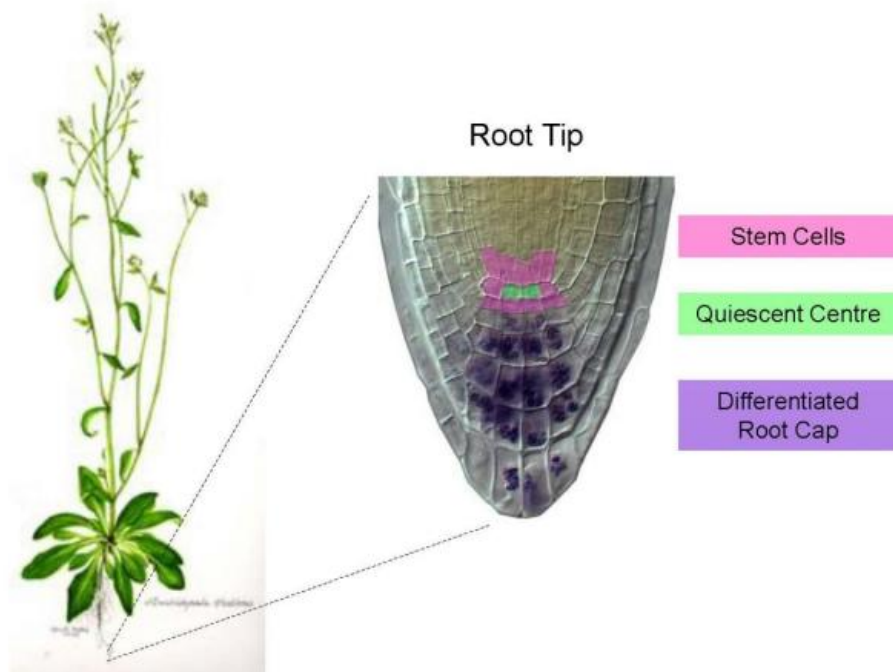 Root Tip
Stem Cells
Quiescent Centre
Differentiated
Root Cap